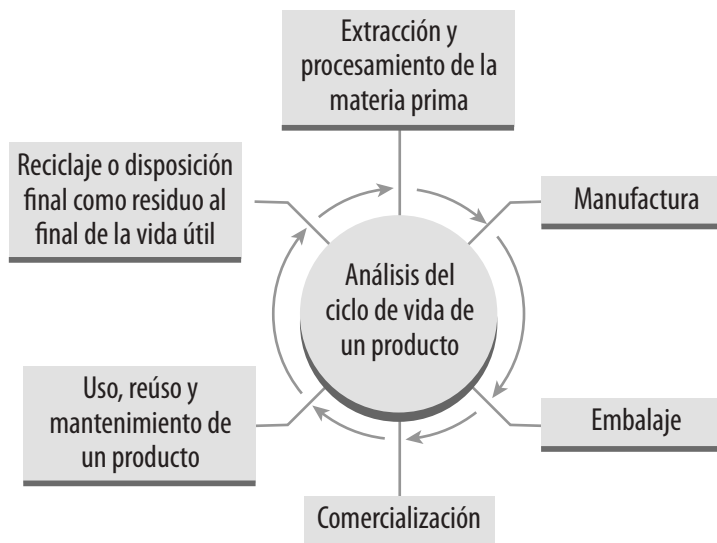 Extracción y
procesamiento de la
materia prima
Manufactura
Embalaje
Comercialización
Uso, reúso y
mantenimiento de
un producto
Reciclaje o disposición
final como residuo al
final de la vida útil
Análisis del
ciclo de vida de
un producto